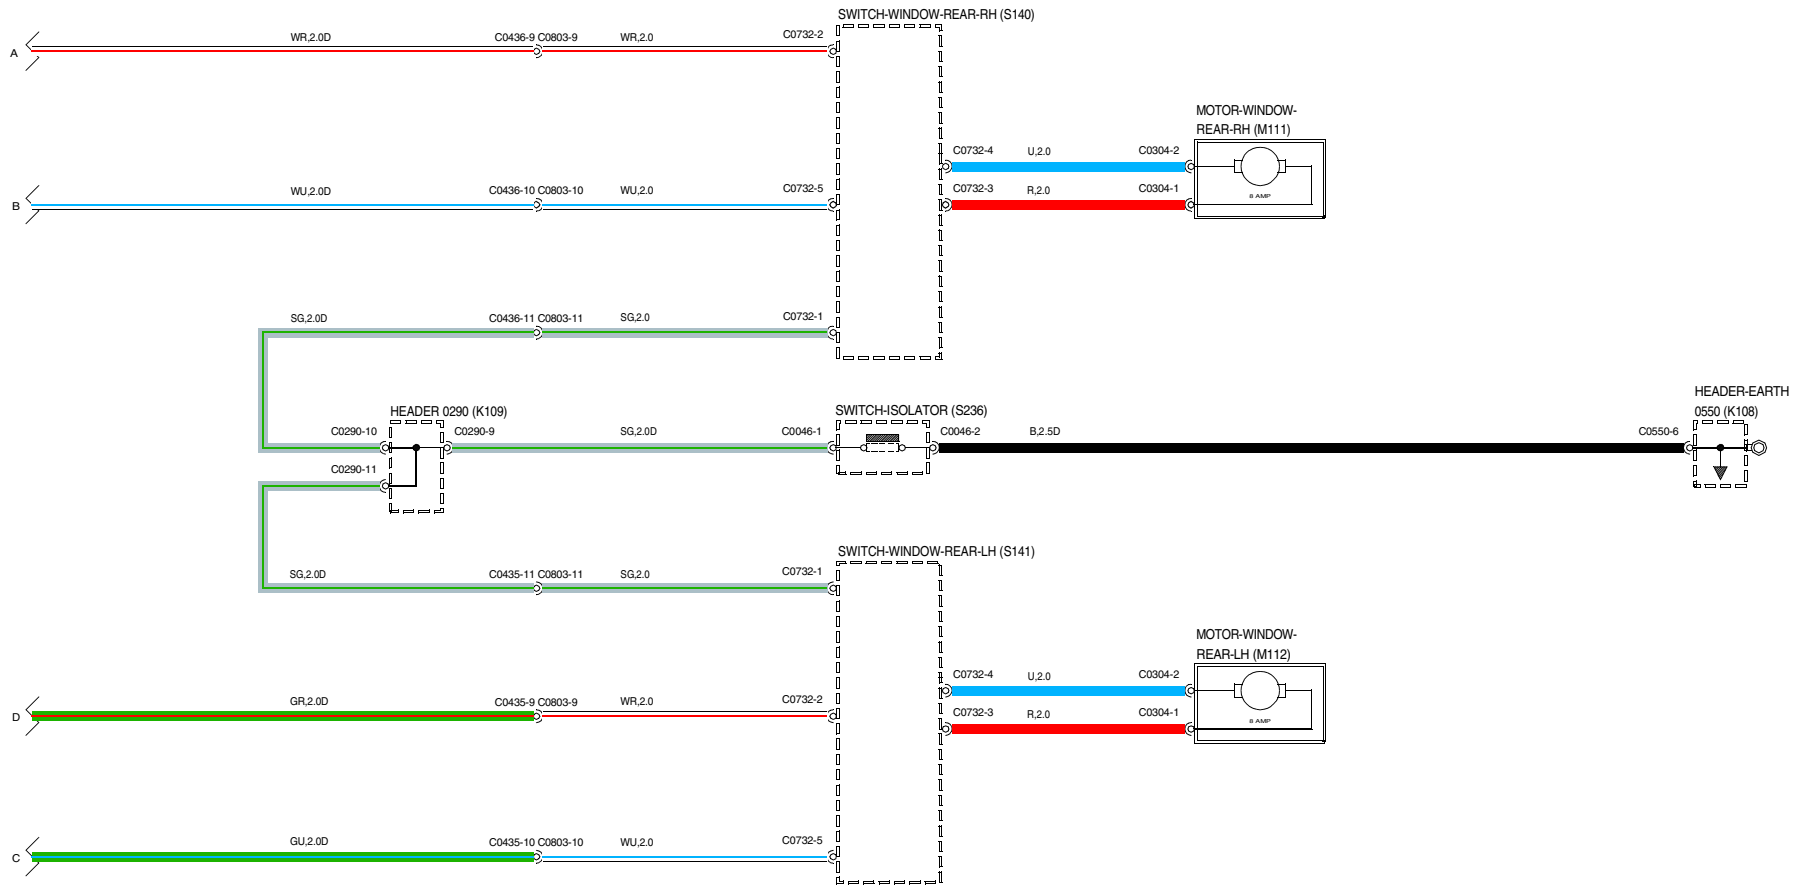 SWITCH-WINDOW-REAR-RH (S140)
A
WR,2.0D
C0436-9 C0803-9
WR,2.0
C0732-2
MOTOR-WINDOW-
REAR-RH (M111)
C0732-4
U,2.0
C0304-2
B
WU,2.0D
C0436-10 C0803-10
WU,2.0
C0732-5
C0732-3
R,2.0
C0304-1
8 AMP
SG,2.0D
C0436-11 C0803-11
SG,2.0
C0732-1
HEADER 0290 (K109)
SWITCH-ISOLATOR (S236)
HEADER-EARTH
0550 (K108)
C0290-10
C0290-9
SG,2.0D
C0046-1
C0046-2
B,2.5D
C0550-6
C0290-11
SWITCH-WINDOW-REAR-LH (S141)
SG,2.0D
C0435-11 C0803-11
SG,2.0
C0732-1
MOTOR-WINDOW-
REAR-LH (M112)
C0732-4
U,2.0
C0304-2
D
GR,2.0D
C0435-9 C0803-9
WR,2.0
C0732-2
C0732-3
R,2.0
C0304-1
8 AMP
C
GU,2.0D
C0435-10 C0803-10
WU,2.0
C0732-5